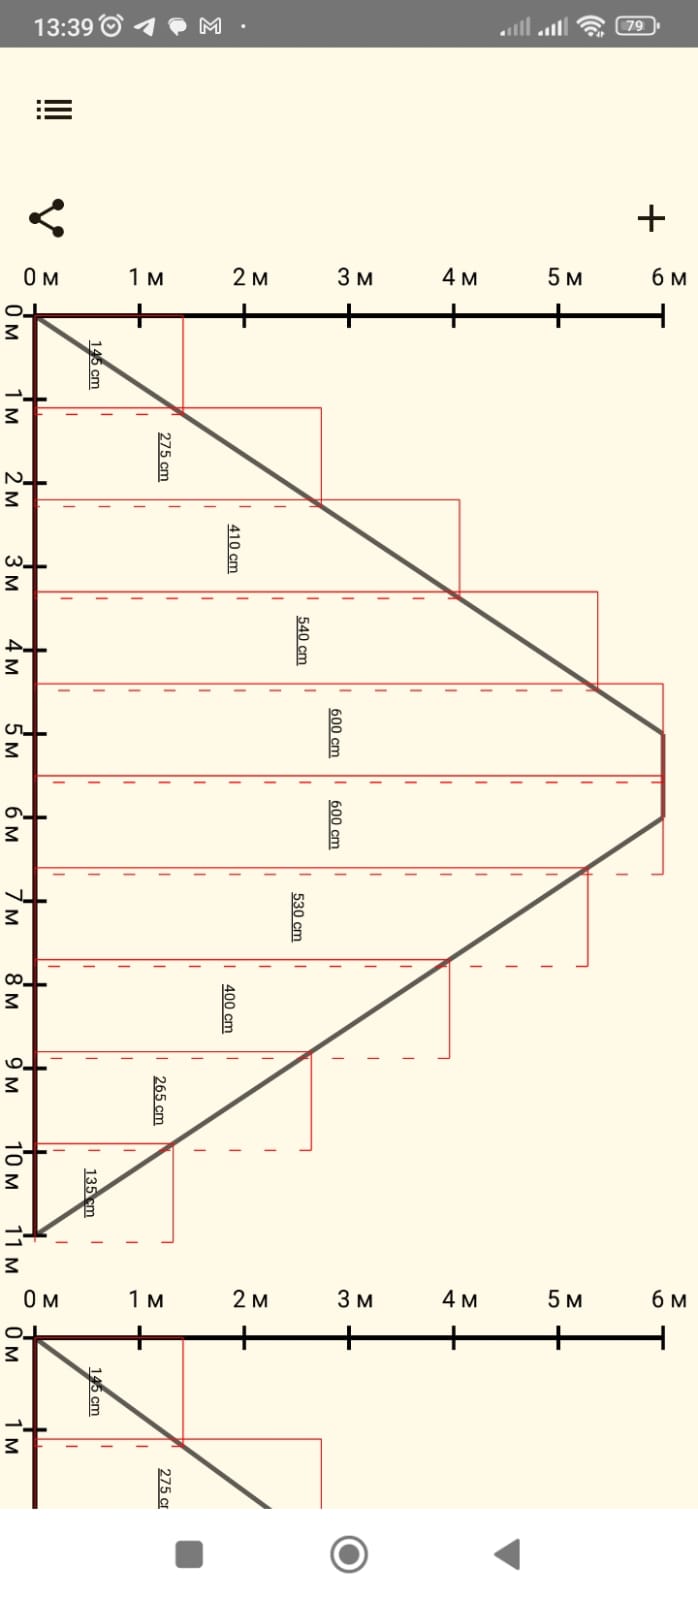 13:39
79
0 M 1 M 2 M 3 M 4 M 5 M 6 M
0 M
145 cm
1 M
275 cm
2 M
410 cm
3 M
540 cm
4 M
600 cm
5 M
600 cm
6 M
530 cm
7 M
400 cm
8 M
265 cm
9 M
135 cm
10 M
11 M
0 M 1 M 2 M 3 M 4 M 5 M 6 M
0 M
145 cm
1 M
275 cm